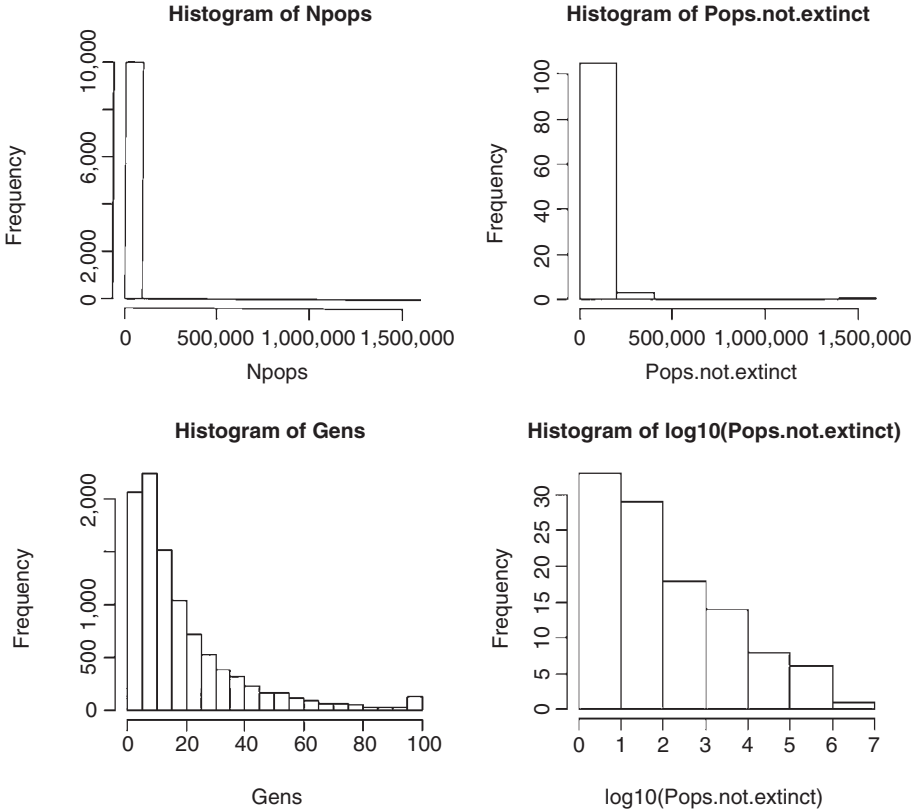 Histogram of Npops
Frequency
10,000
6,000
2,000
0
0 500,000 1,000,000 1,500,000
Npops
Histogram of Pops.not.extinct
Frequency
100
80
60
40
20
0
0 500,000 1,000,000 1,500,000
Pops.not.extinct
Histogram of Gens
Frequency
2,000
1,000
500
0
0 20 40 60 80 100
Gens
Histogram of log10(Pops.not.extinct)
Frequency
30
25
20
15
10
5
0
0 1 2 3 4 5 6 7
log10(Pops.not.extinct)